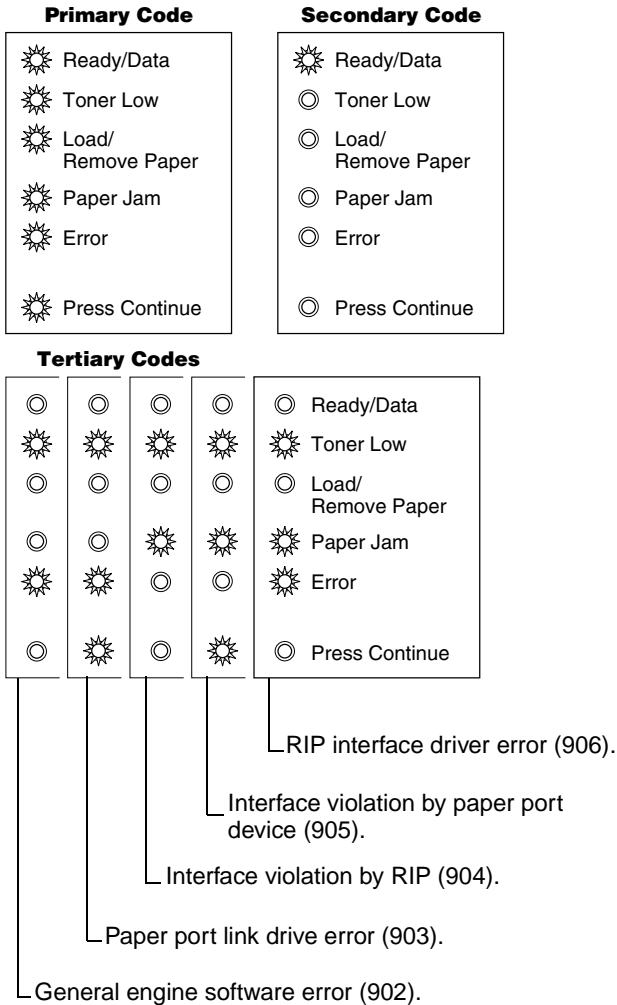 Primary Code
Ready/Data
Toner Low
Load/
Remove Paper
Paper Jam
Error
Press Continue
Secondary Code
Ready/Data
Toner Low
Load/
Remove Paper
Paper Jam
Error
Press Continue
Tertiary Codes
Ready/Data
Toner Low
Load/
Remove Paper
Paper Jam
Error
Press Continue
RIP interface driver error (906).
Interface violation by paper port
device (905).
Interface violation by RIP (904).
Paper port link drive error (903).
General engine software error (902).